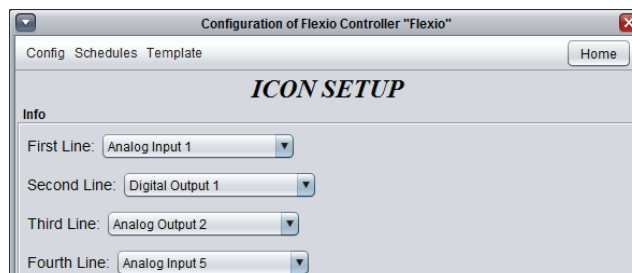 Configuration of Flexio Controller "Flexio"
Config Schedules Template Home
ICON SETUP
Info
First Line: Analog Input 1
Second Line: Digital Output 1
Third Line: Analog Output 2
Fourth Line: Analog Input 5